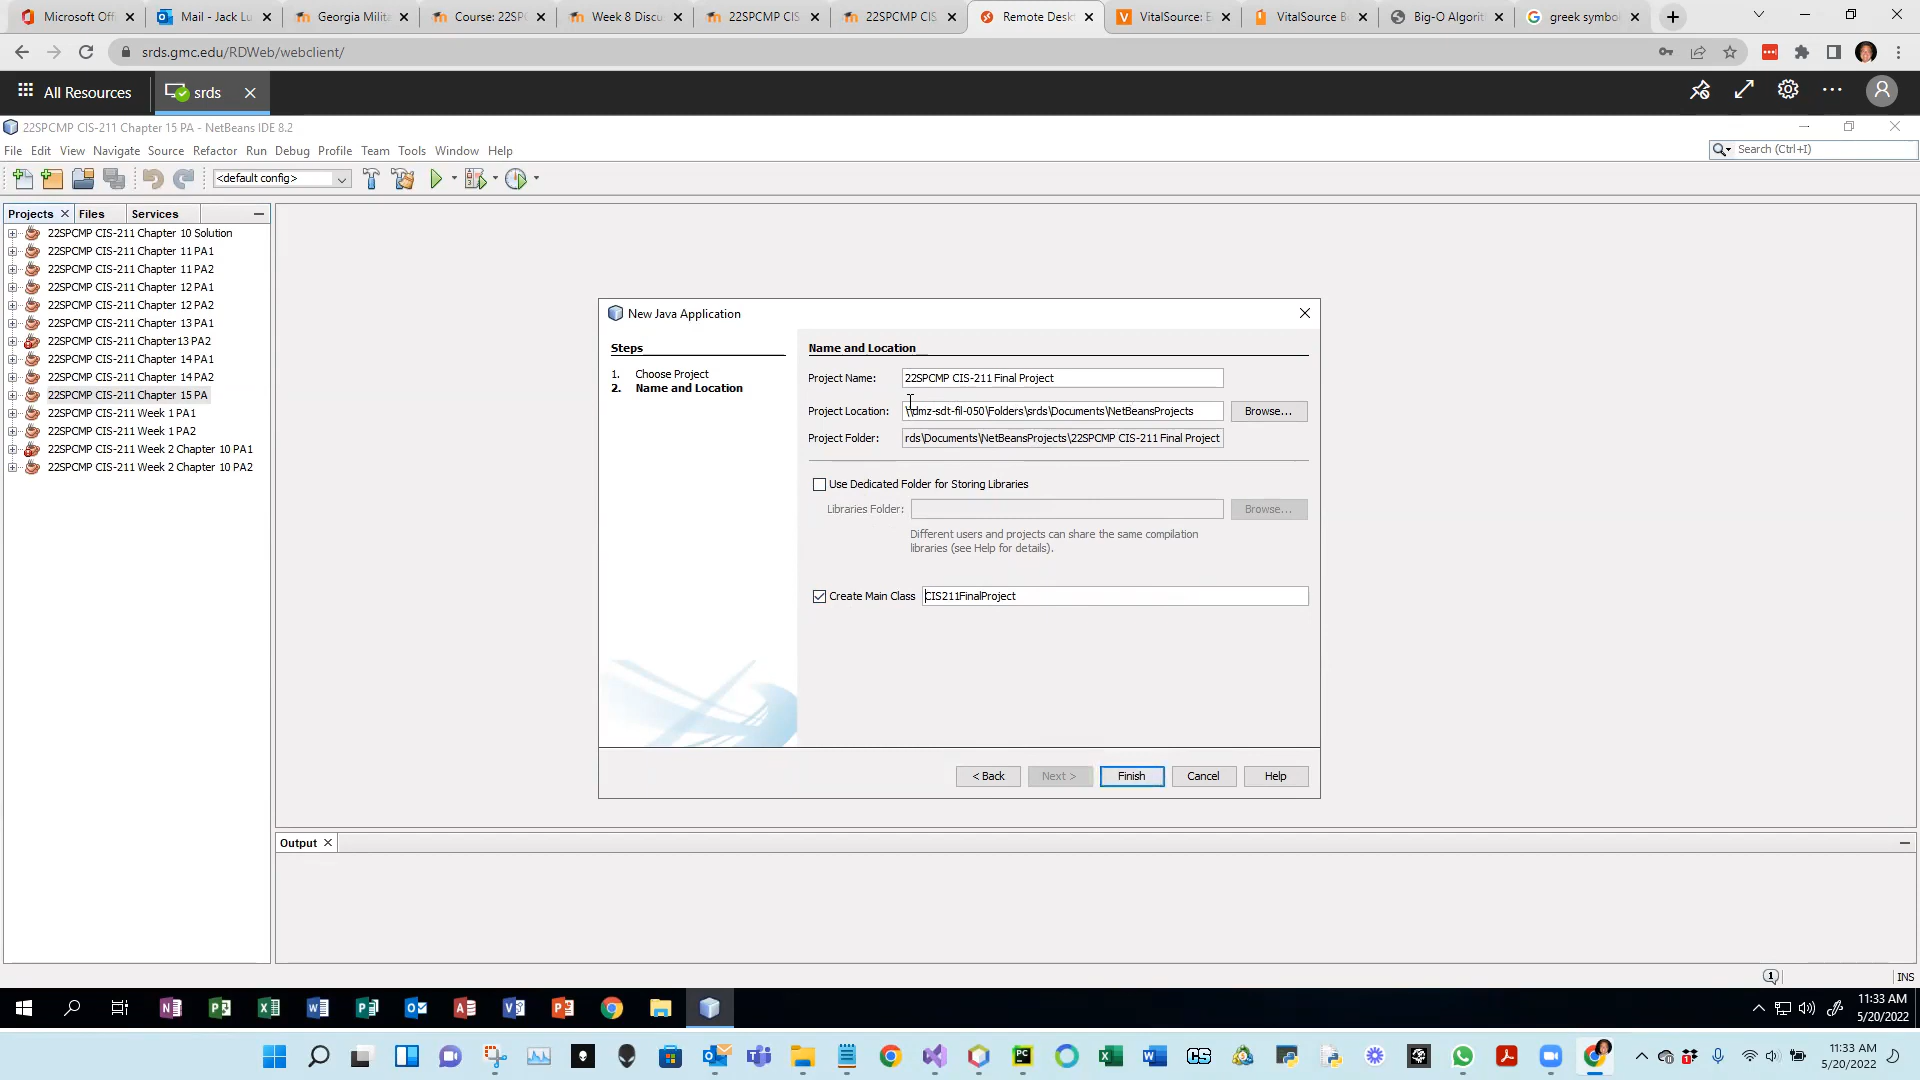 Microsoft Offi
Mail - Jack Lu
Georgia Milita
Course: 22SPC
Week 8 Discu
22SPCMP CIS
22SPCMP CIS
Remote Deskt
VitalSource: E
VitalSource Bo
Big-O Algorit
greek symbol
srds.gmc.edu/RDWeb/webclient/
All Resources
srds
22SPCMP CIS-211 Chapter 15 PA - NetBeans IDE 8.2
File Edit View Navigate Source Refactor Run Debug Profile Team Tools Window Help
Search (Ctrl+I)
<default config>
Projects Files Services
22SPCMP CIS-211 Chapter 10 Solution
22SPCMP CIS-211 Chapter 11 PA1
22SPCMP CIS-211 Chapter 11 PA2
22SPCMP CIS-211 Chapter 12 PA1
22SPCMP CIS-211 Chapter 12 PA2
22SPCMP CIS-211 Chapter 13 PA1
22SPCMP CIS-211 Chapter13 PA2
22SPCMP CIS-211 Chapter 14 PA1
22SPCMP CIS-211 Chapter 14 PA2
22SPCMP CIS-211 Chapter 15 PA
22SPCMP CIS-211 Week 1 PA1
22SPCMP CIS-211 Week 1 PA2
22SPCMP CIS-211 Week 2 Chapter 10 PA1
22SPCMP CIS-211 Week 2 Chapter 10 PA2
New Java Application
Steps
1. Choose Project
2. Name and Location
Name and Location
Project Name: 22SPCMP CIS-211 Final Project
Project Location: \\dmz-sdt-fil-050\Folders\srds\Documents\NetBeansProjects Browse...
Project Folder: rds\Documents\NetBeansProjects\22SPCMP CIS-211 Final Project
Use Dedicated Folder for Storing Libraries
Libraries Folder: Browse...
Different users and projects can share the same compilation
libraries (see Help for details).
Create Main Class CIS211FinalProject
< Back Next > Finish Cancel Help
Output
1
INS
11:33 AM
5/20/2022
11:33 AM
5/20/2022